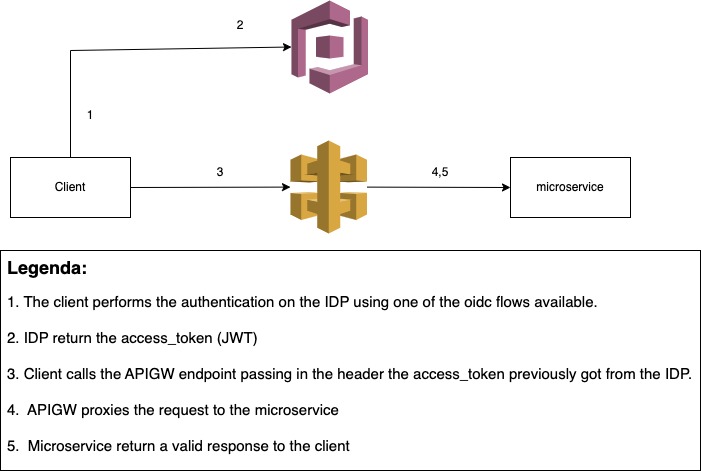 2
1
Client
3
4,5
microservice
Legenda:
1. The client performs the authentication on the IDP using one of the oidc flows available.
2. IDP return the access_token (JWT)
3. Client calls the APIGW endpoint passing in the header the access_token previously got from the IDP.
4. APIGW proxies the request to the microservice
5. Microservice return a valid response to the client